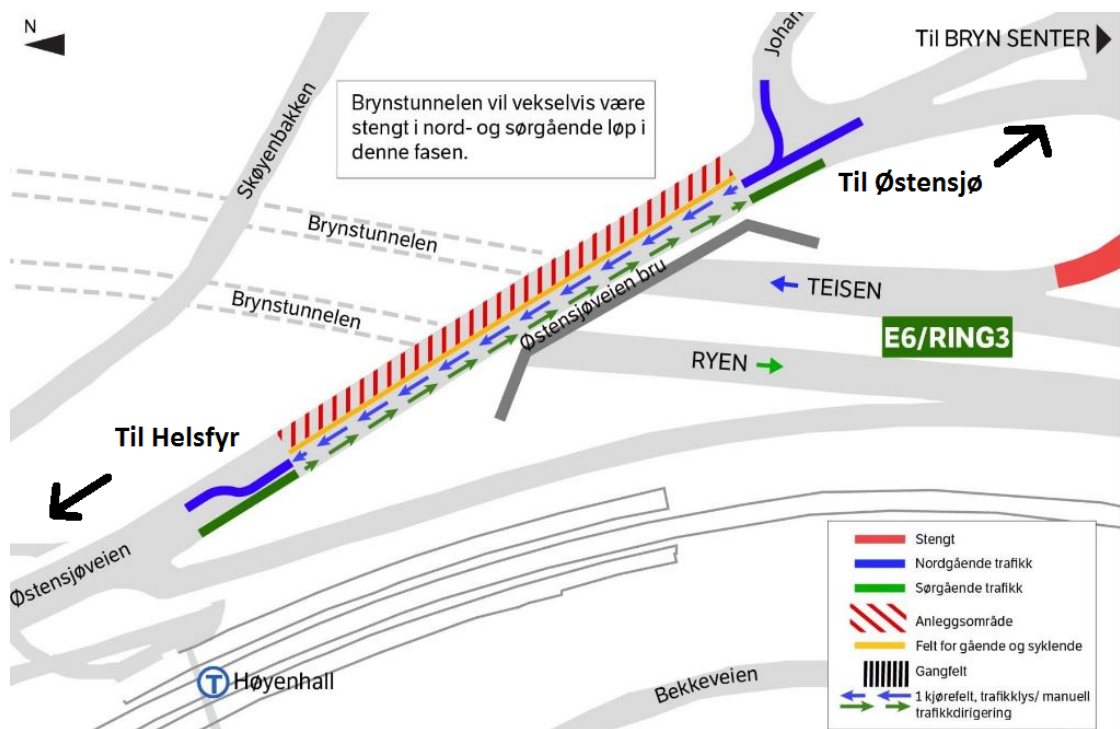 N
Johan
Til BRYN SENTER
Brynstunnelen vil vekselvis være
stengt i nord- og sørgående løp i
denne fasen.
Skøyenbakken
Til Østensjø
Brynstunnelen
Brynstunnelen
Østensjøveien bru
TEISEN
E6/RING3
RYEN
Til Helsfyr
Østensjøveien
T
Høyenhall
Bekkeveien
Stengt
Nordgående trafikk
Sørgående trafikk
Anleggsområde
Felt for gående og syklende
Gangfelt
1 kjørefelt, trafikklys/ manuell
trafikkdirigering